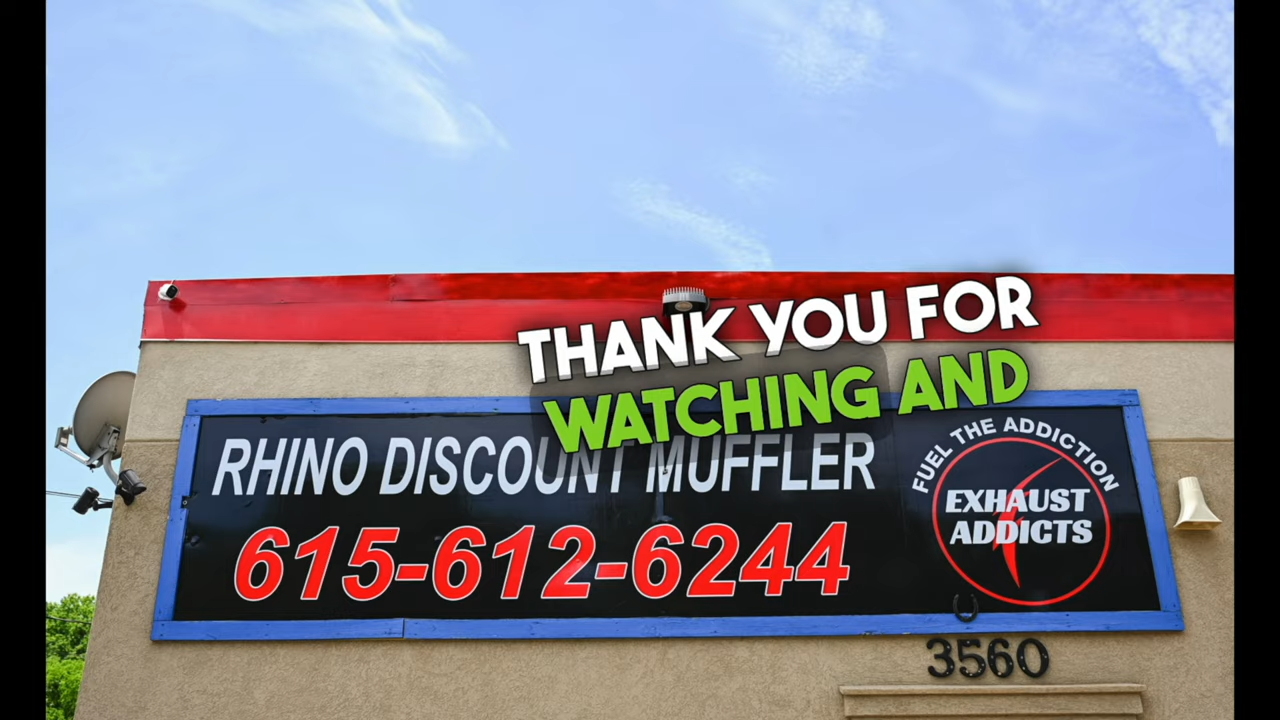 THANK YOU FOR
WATCHING AND
RHINO DISCOUNT MUFFLER
615-612-6244
FUEL THE ADDICTION
EXHAUST
ADDICTS
3560